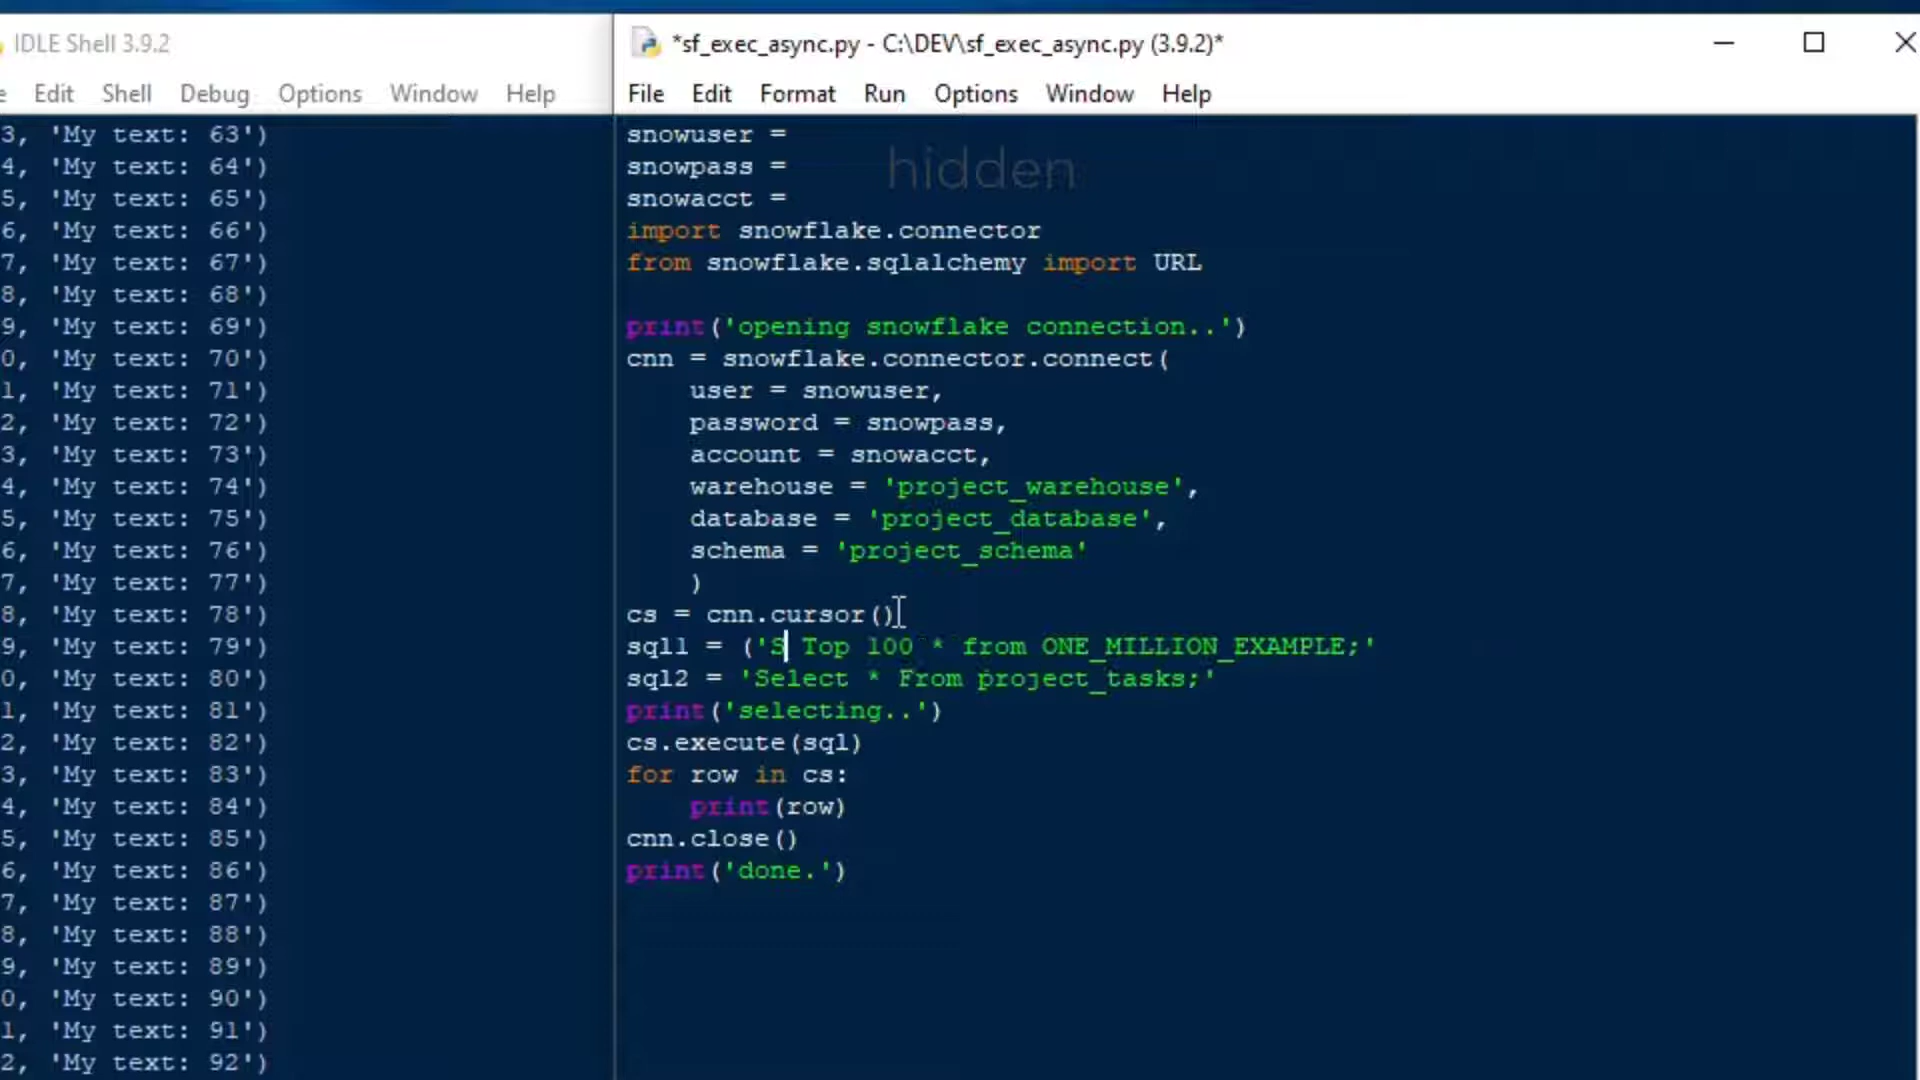 IDLE Shell 3.9.2
Edit Shell Debug Options Window Help
3, 'My text: 63')
4, 'My text: 64')
5, 'My text: 65')
6, 'My text: 66')
7, 'My text: 67')
8, 'My text: 68')
9, 'My text: 69')
0, 'My text: 70')
1, 'My text: 71')
2, 'My text: 72')
3, 'My text: 73')
4, 'My text: 74')
5, 'My text: 75')
6, 'My text: 76')
7, 'My text: 77')
8, 'My text: 78')
9, 'My text: 79')
0, 'My text: 80')
1, 'My text: 81')
2, 'My text: 82')
3, 'My text: 83')
4, 'My text: 84')
5, 'My text: 85')
6, 'My text: 86')
7, 'My text: 87')
8, 'My text: 88')
9, 'My text: 89')
0, 'My text: 90')
1, 'My text: 91')
2, 'My text: 92')
*sf_exec_async.py - C:\DEV\sf_exec_async.py (3.9.2)*
File Edit Format Run Options Window Help
snowuser =
snowpass =
hidden
snowacct =
import snowflake.connector
from snowflake.sqlalchemy import URL
print('opening snowflake connection..')
cnn = snowflake.connector.connect(
user = snowuser,
password = snowpass,
account = snowacct,
warehouse = 'project_warehouse',
database = 'project_database',
schema = 'project_schema'
)
cs = cnn.cursor()
sql1 = ('S Top 100 * from ONE_MILLION_EXAMPLE;'
sql2 = 'Select * From project_tasks;'
print('selecting..')
cs.execute(sql)
for row in cs:
print(row)
cnn.close()
print('done.')